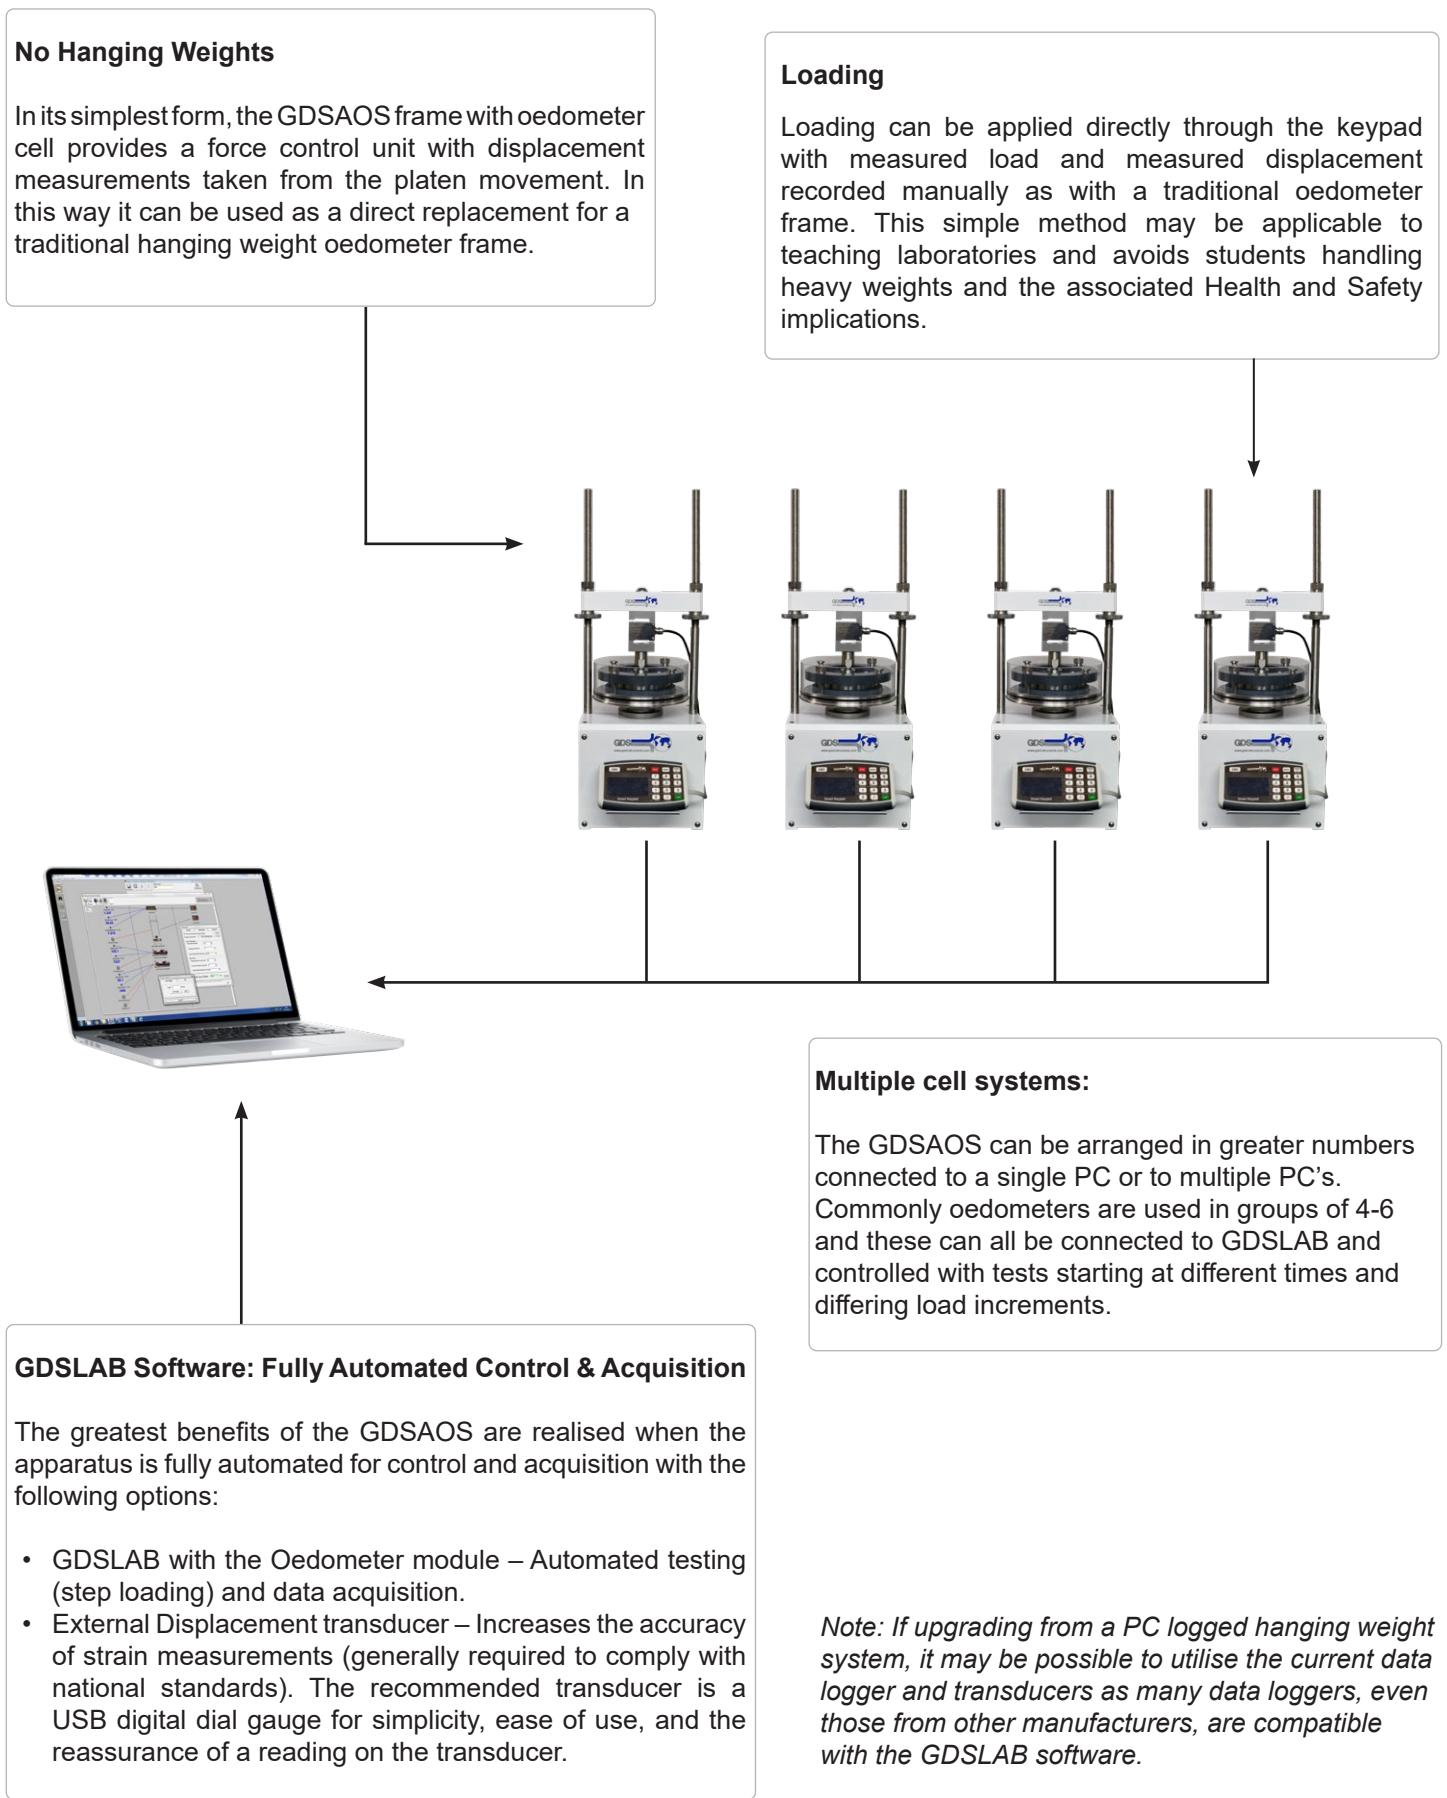 No Hanging Weights
In its simplest form, the GDSAOS frame with oedometer
cell provides a force control unit with displacement
measurements taken from the platen movement. In
this way it can be used as a direct replacement for a
traditional hanging weight oedometer frame.
Loading
Loading can be applied directly through the keypad
with measured load and measured displacement
recorded manually as with a traditional oedometer
frame. This simple method may be applicable to
teaching laboratories and avoids students handling
heavy weights and the associated Health and Safety
implications.
GDS
GDS
GDS
GDS
Multiple cell systems:
The GDSAOS can be arranged in greater numbers
connected to a single PC or to multiple PC’s.
Commonly oedometers are used in groups of 4-6
and these can all be connected to GDSLAB and
controlled with tests starting at different times and
differing load increments.
GDSLAB Software: Fully Automated Control & Acquisition
The greatest benefits of the GDSAOS are realised when the
apparatus is fully automated for control and acquisition with the
following options:
• GDSLAB with the Oedometer module – Automated testing
(step loading) and data acquisition.
• External Displacement transducer – Increases the accuracy
of strain measurements (generally required to comply with
national standards). The recommended transducer is a
USB digital dial gauge for simplicity, ease of use, and the
reassurance of a reading on the transducer.
Note: If upgrading from a PC logged hanging weight
system, it may be possible to utilise the current data
logger and transducers as many data loggers, even
those from other manufacturers, are compatible
with the GDSLAB software.